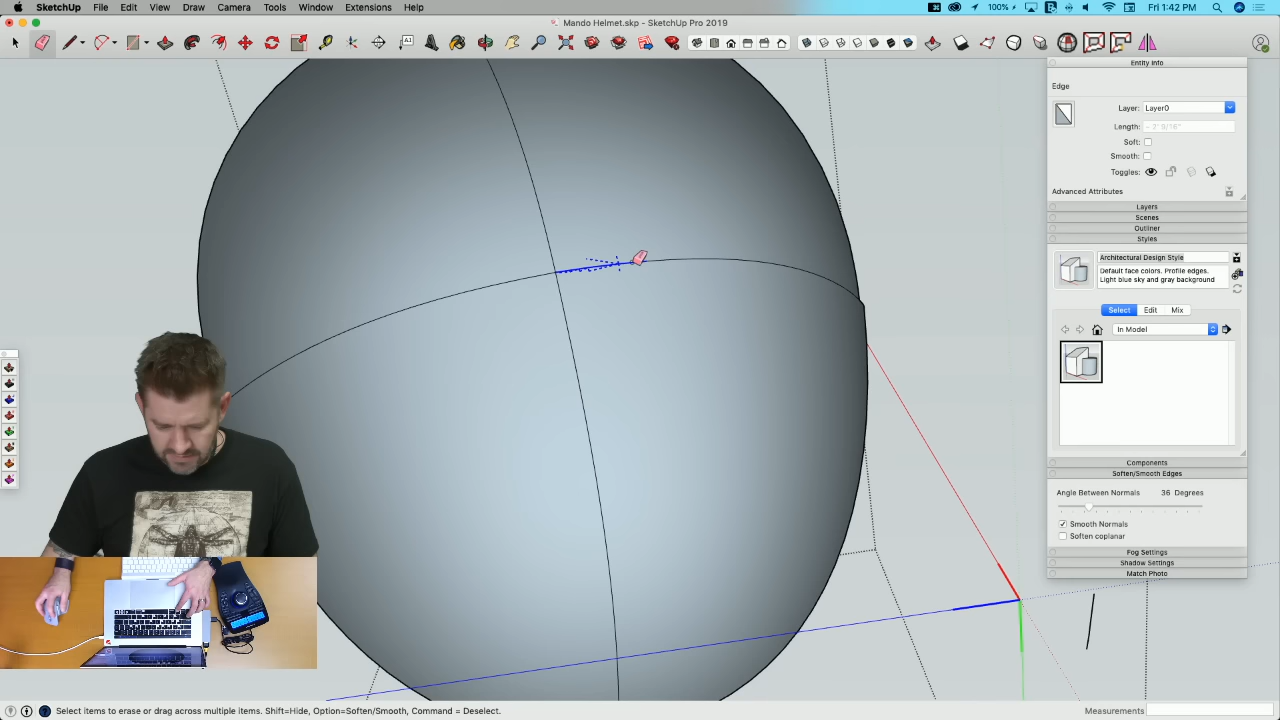 SketchUp File Edit View Draw Camera Tools Window Extensions Help
100% Fri 1:42 PM
Mando Helmet.skp - SketchUp Pro 2019
Entity Info
Edge
Layer: Layer0
Length: ~ 2' 9/16"
Soft:
Smooth:
Toggles:
Advanced Attributes
Layers
Scenes
Outliner
Styles
Architectural Design Style
Default face colors. Profile edges.
Light blue sky and gray background
Select Edit Mix
In Model
Components
Soften/Smooth Edges
Angle Between Normals 36 Degrees
Smooth Normals
Soften coplanar
Fog Settings
Shadow Settings
Match Photo
Select items to erase or drag across multiple items. Shift=Hide, Option=Soften/Smooth, Command = Deselect.
Measurements